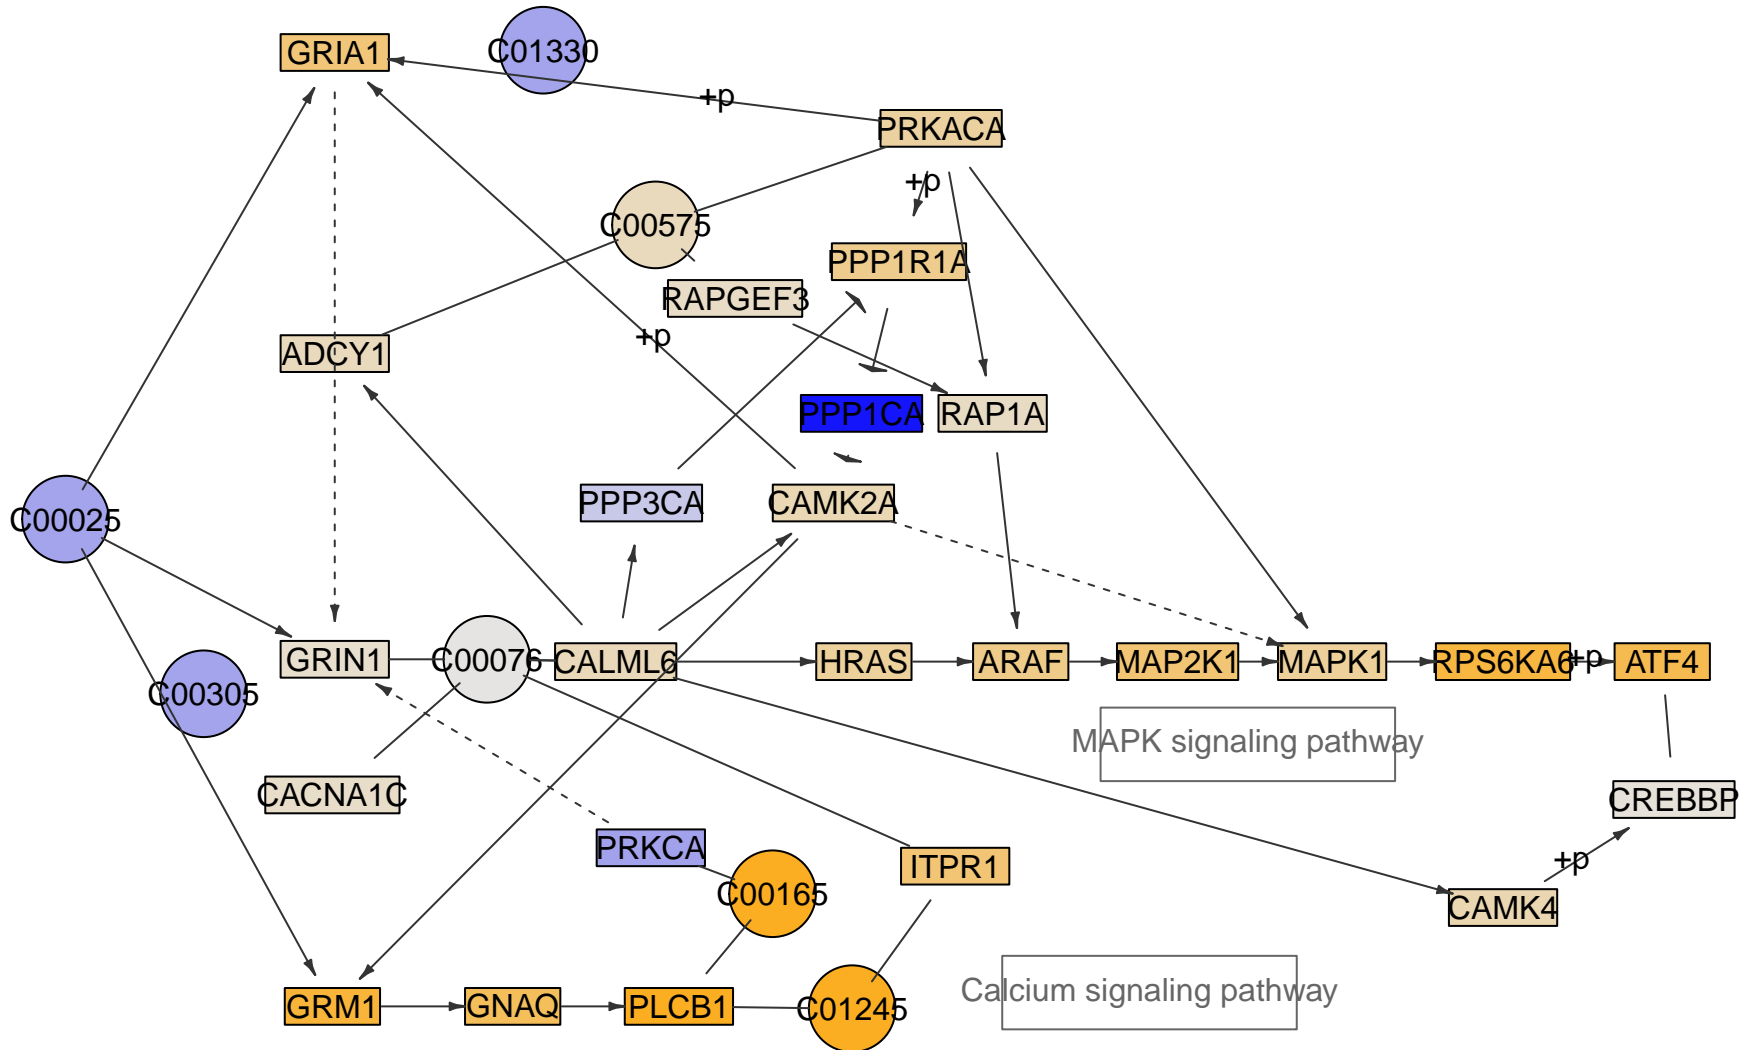 GRIA1
C01330
+p
PRKACA
+p
C00575
PPP1R1A
RAPGEF3
+p
ADCY1
PPP1CA
RAP1A
PPP3CA
CAMK2A
C00025
GRIN1
C00076
CALML6
HRAS
ARAF
MAP2K1
MAPK1
RPS6KA6
+p
ATF4
C00305
MAPK signaling pathway
CACNA1C
CREBBP
PRKCA
ITPR1
+p
C00165
CAMK4
Calcium signaling pathway
GRM1
GNAQ
PLCB1
C01245